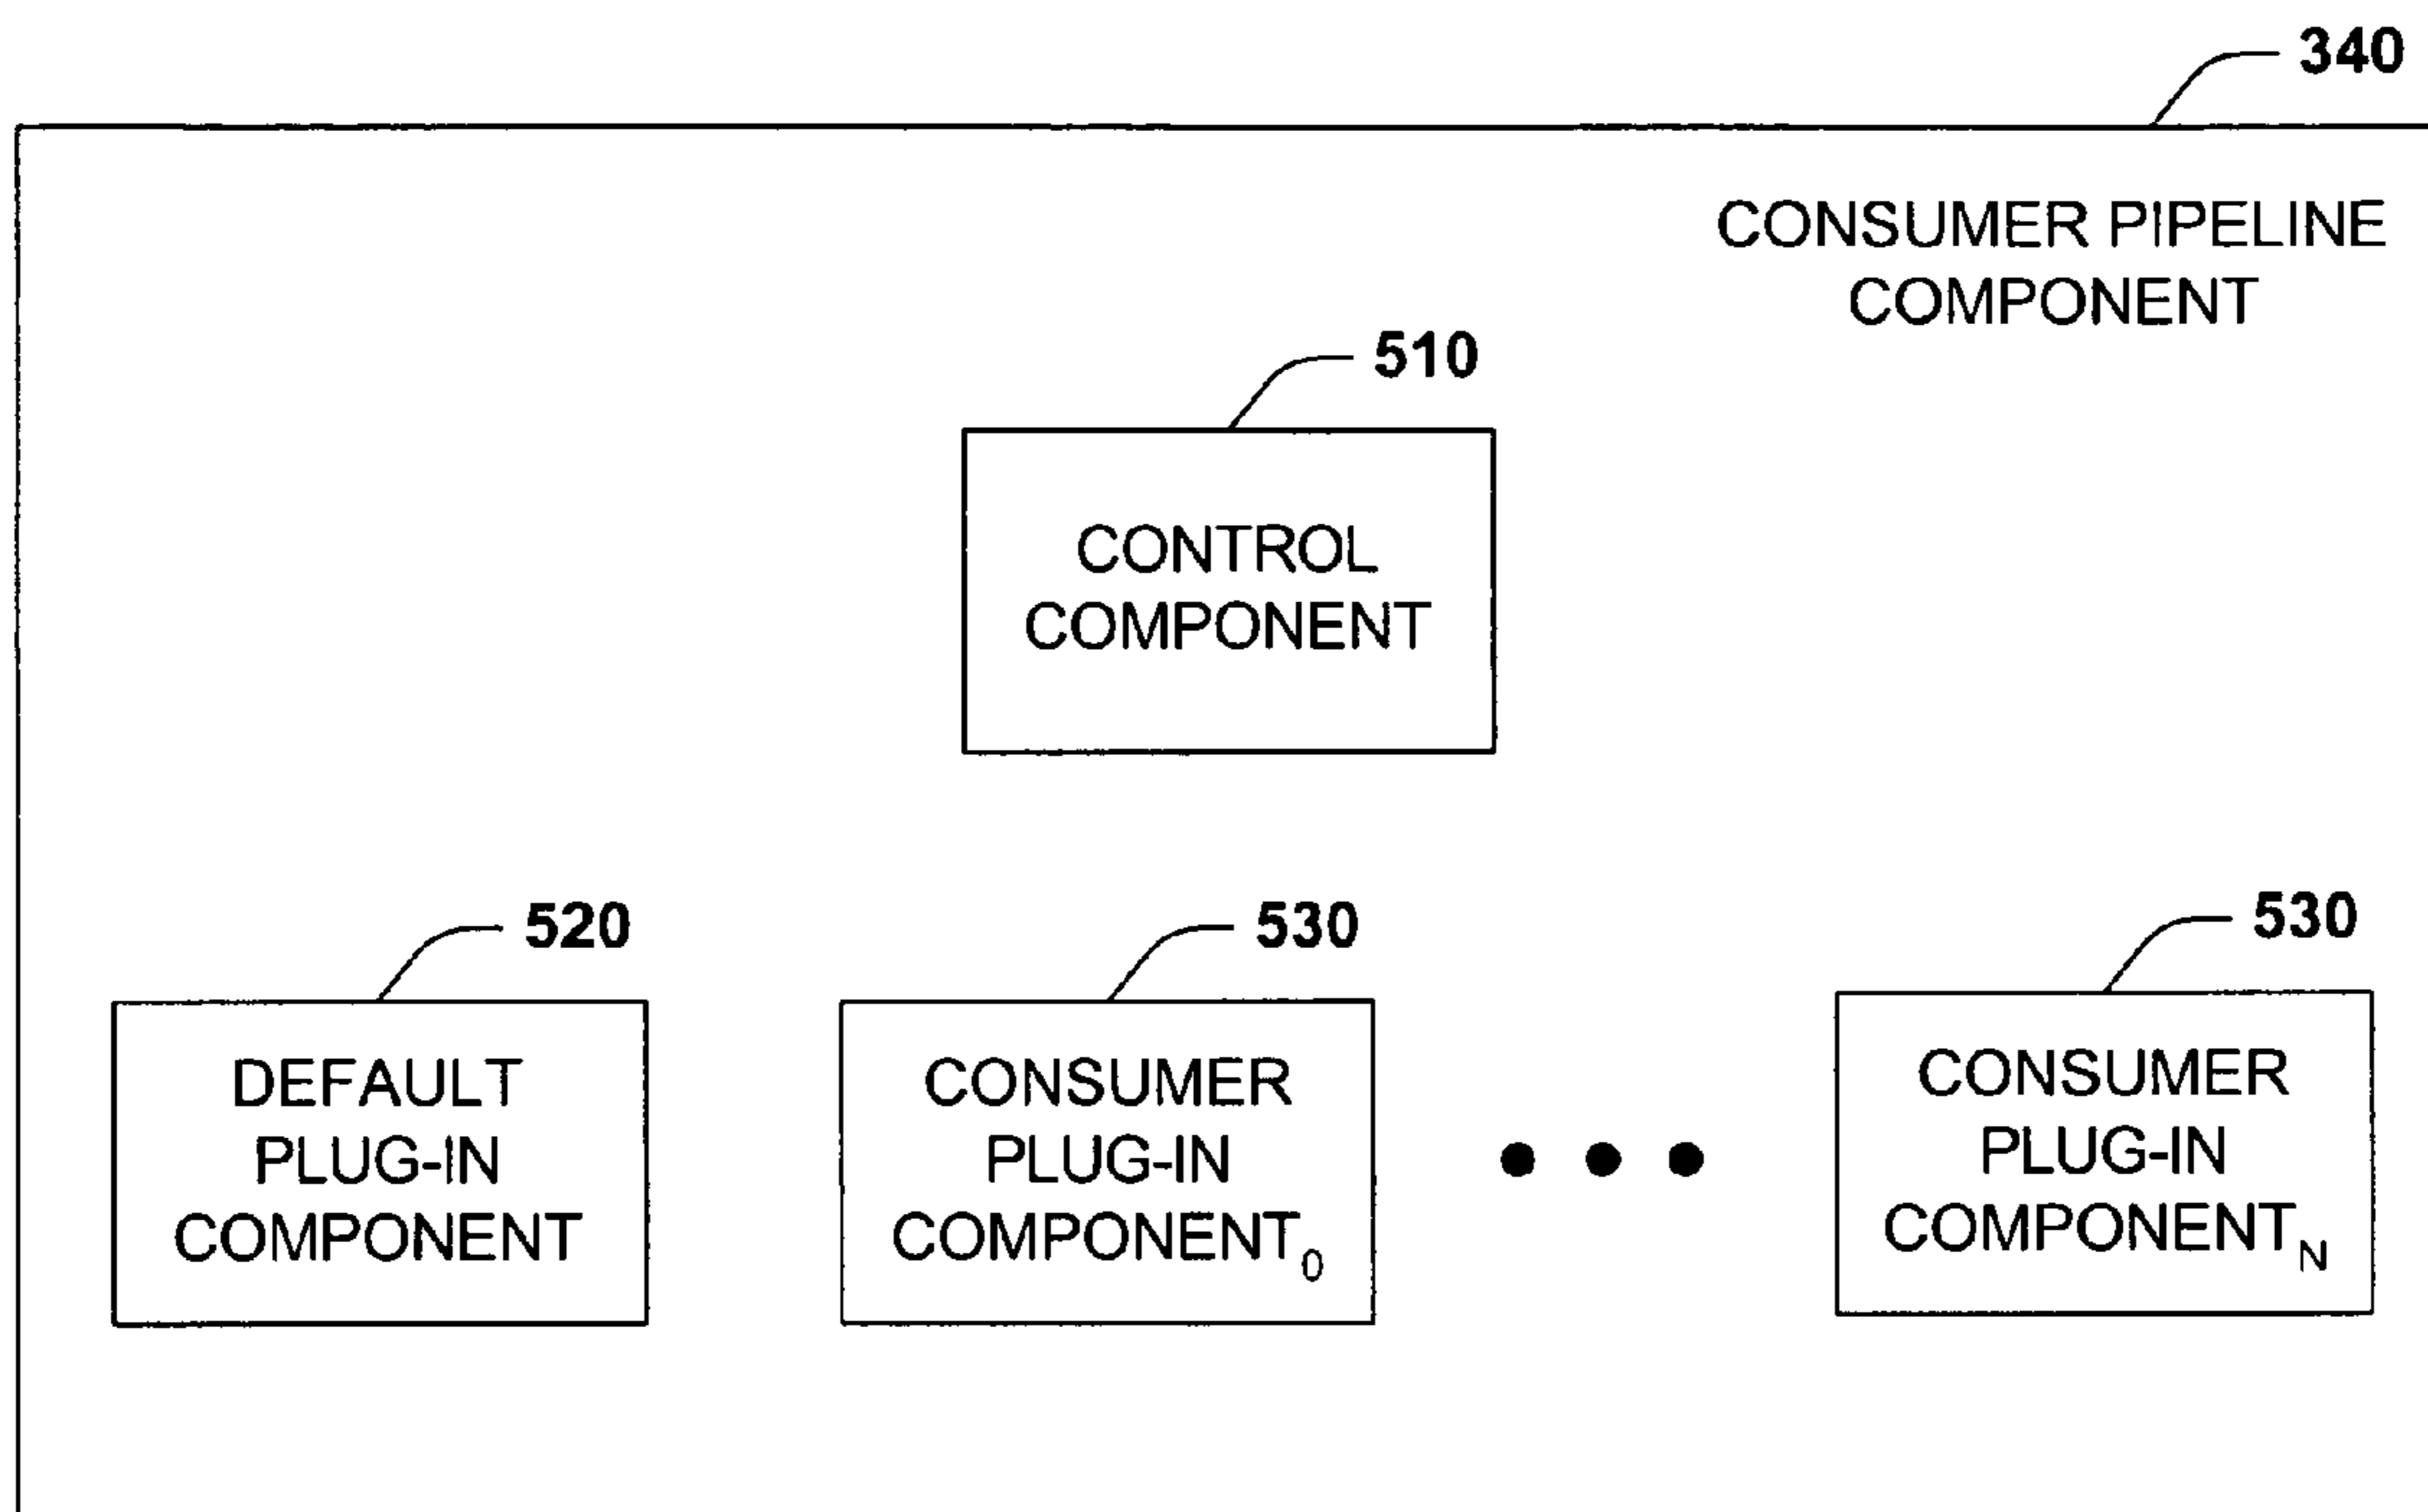 340
CONSUMER PIPELINE
COMPONENT
510
CONTROL
COMPONENT
520
DEFAULT
PLUG-IN
COMPONENT
530
CONSUMER
PLUG-IN
COMPONENT0
530
CONSUMER
PLUG-IN
COMPONENTN